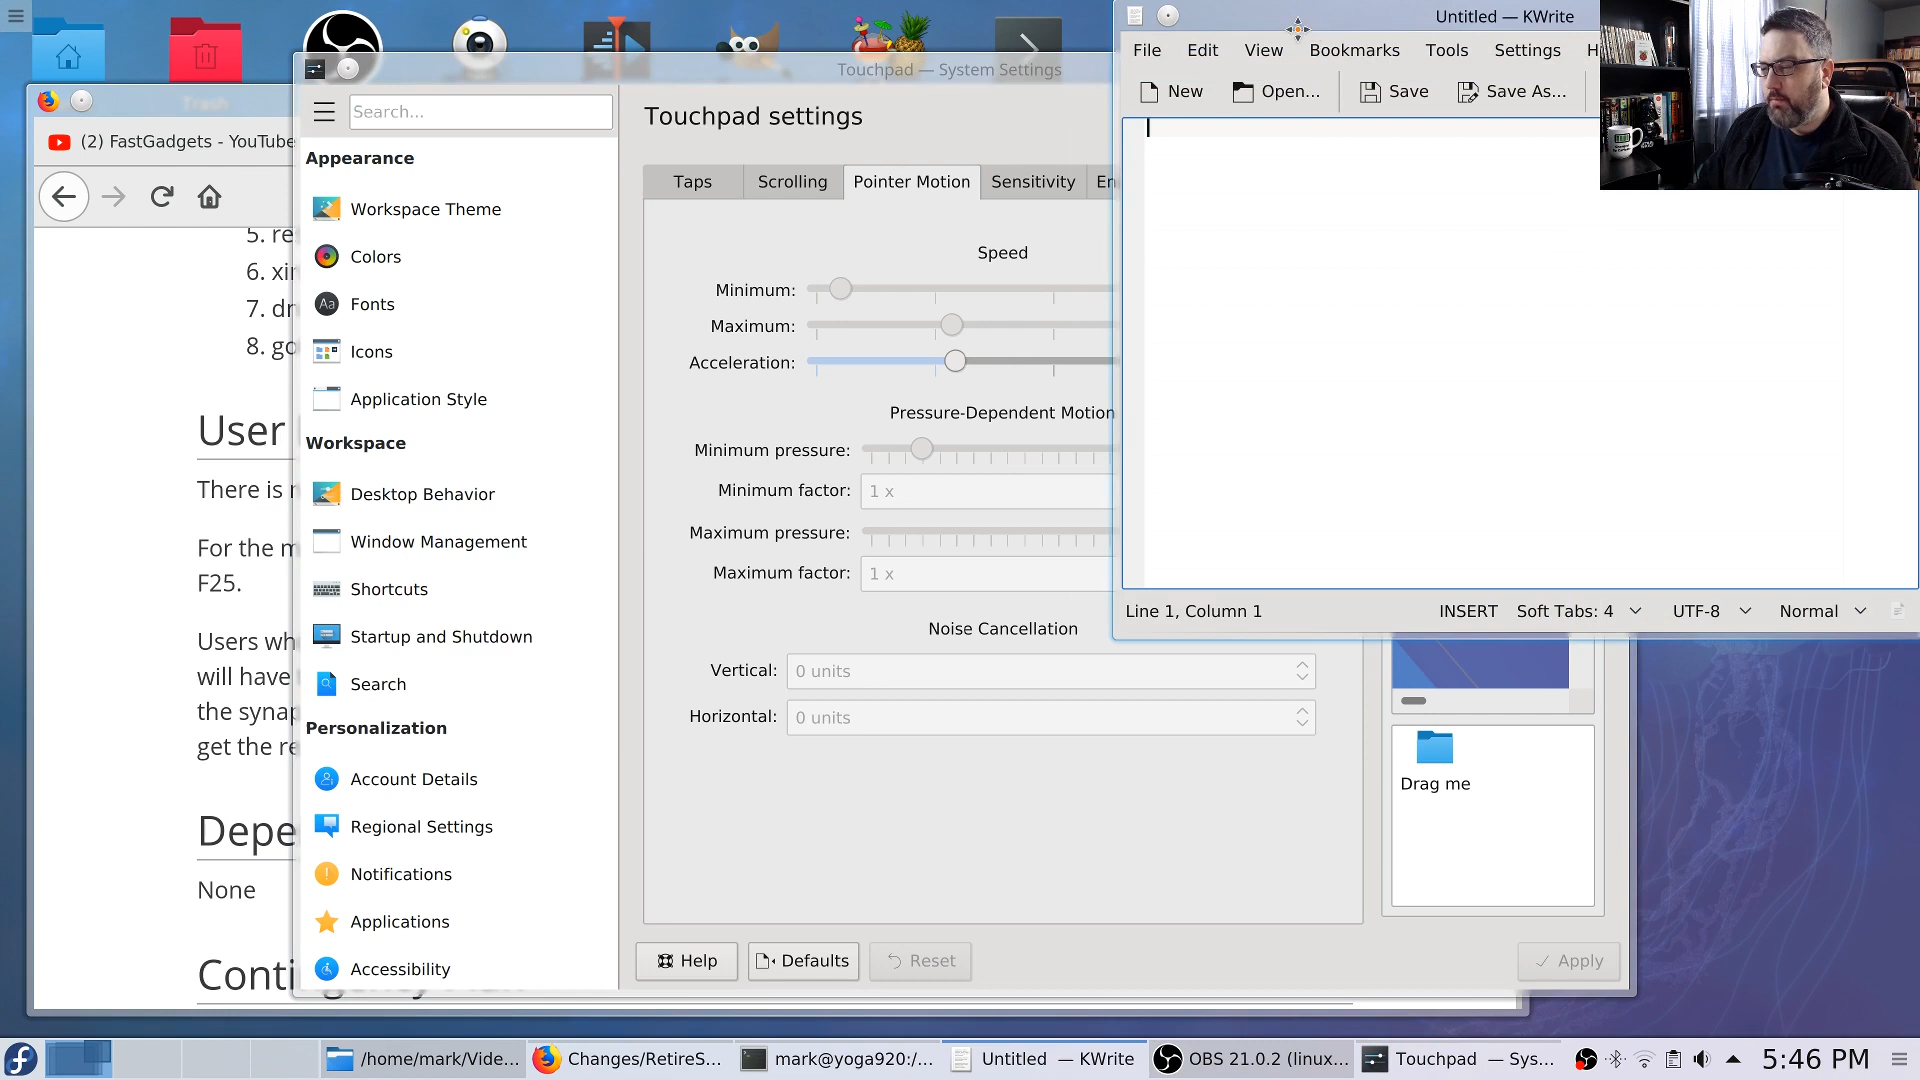 Untitled — KWrite
File Edit View Bookmarks Tools Settings H
New Open... Save Save As...
Trash
Touchpad — System Settings
(2) FastGadgets - YouTube
Search...
Touchpad settings
Taps Scrolling Pointer Motion Sensitivity En
Appearance
Workspace Theme
Colors
Fonts
Icons
Application Style
Workspace
Desktop Behavior
Window Management
Shortcuts
Startup and Shutdown
Search
Personalization
Account Details
Regional Settings
Notifications
Applications
Accessibility
Speed
Minimum:
Maximum:
Acceleration:
Pressure-Dependent Motion
Minimum pressure:
Minimum factor: 1 x
Maximum pressure:
Maximum factor: 1 x
Noise Cancellation
Vertical: 0 units
Horizontal: 0 units
Help Defaults Reset Apply
Drag me
Line 1, Column 1 INSERT Soft Tabs: 4 UTF-8 Normal
5. re
6. xin
7. dr
8. go
User
There is
For the m
F25.
Users wh
will have
the synap
get the re
Depe
None
Conti
/home/mark/Vide... Changes/RetireS... mark@yoga920:/... Untitled — KWrite OBS 21.0.2 (linux... Touchpad — Sys... 5:46 PM